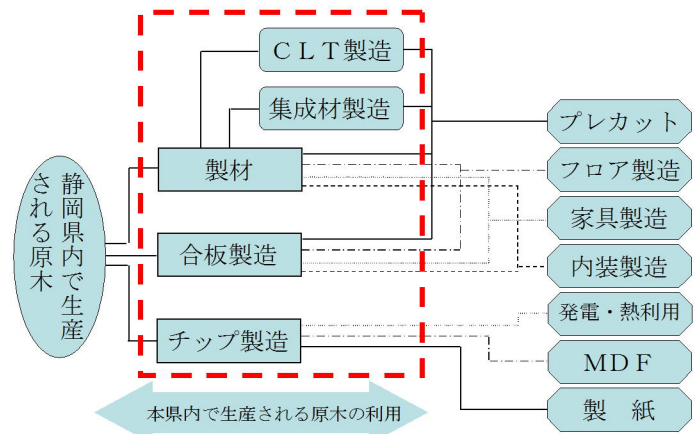 静岡県内で生産
される原木
ＣＬＴ製造
集成材製造
製材
合板製造
チップ製造
プレカット
フロア製造
家具製造
内装製造
発電・熱利用
ＭＤＦ
製　紙
本県内で生産される原木の利用